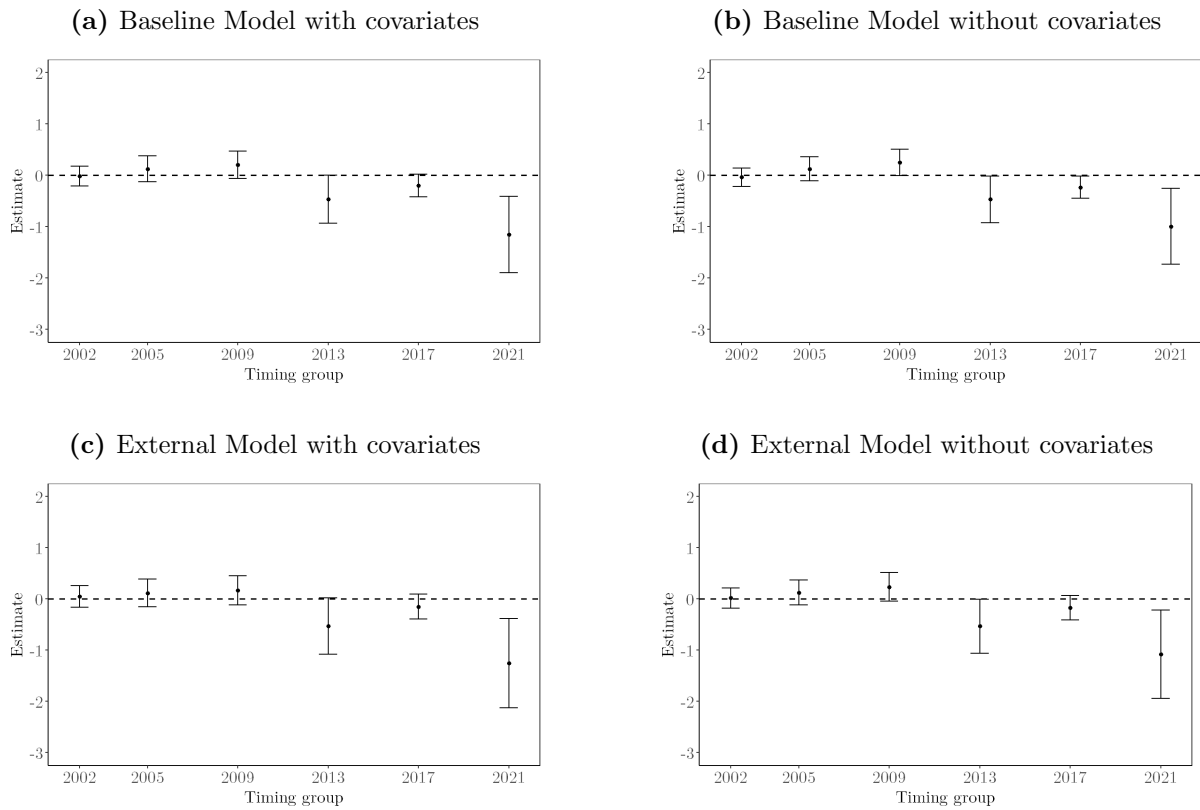 (a) Baseline Model with covariates
2
1
0
-1
-2
-3
Estimate
2002 2005 2009 2013 2017 2021
Timing group
(b) Baseline Model without covariates
2
1
0
-1
-2
-3
Estimate
2002 2005 2009 2013 2017 2021
Timing group
(c) External Model with covariates
2
1
0
-1
-2
-3
Estimate
2002 2005 2009 2013 2017 2021
Timing group
(d) External Model without covariates
2
1
0
-1
-2
-3
Estimate
2002 2005 2009 2013 2017 2021
Timing group